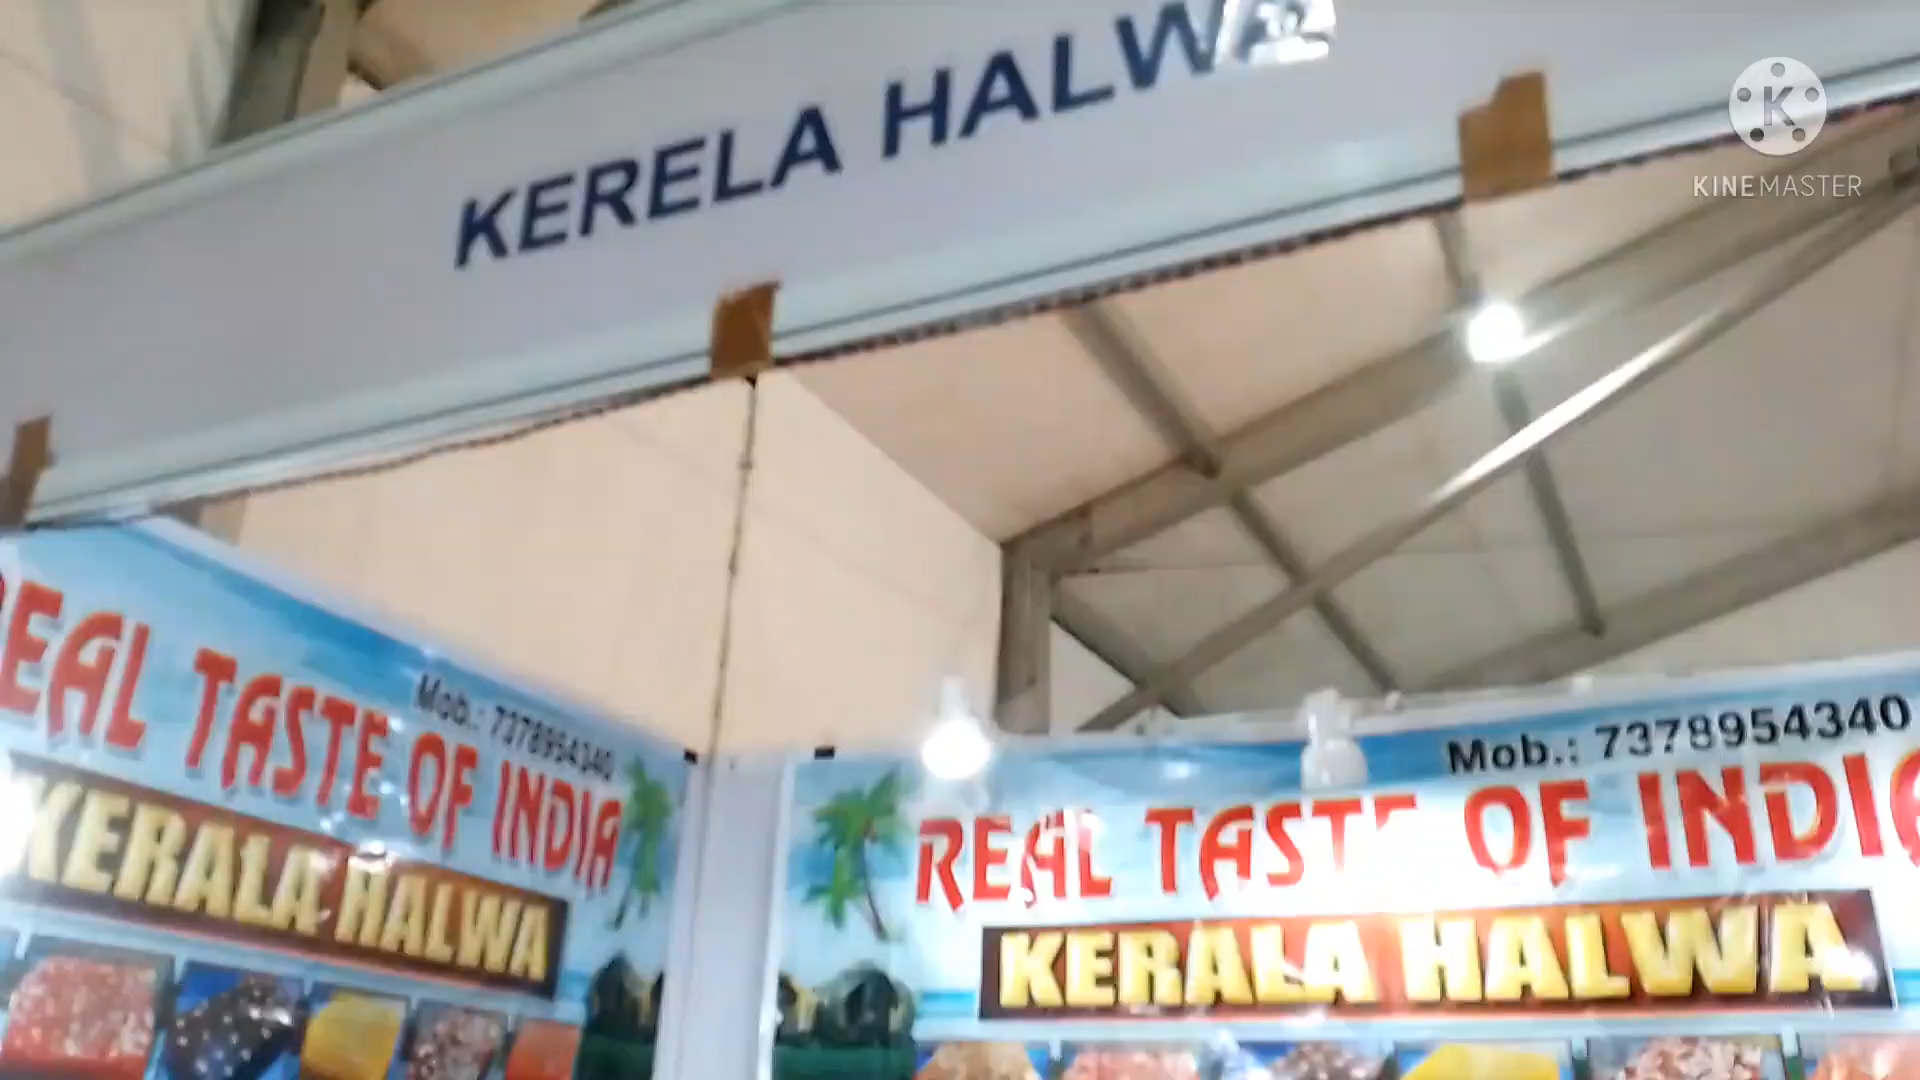 KERELA HALWA
K
KINEMASTER
REAL TASTE OF INDIA
Mob.: 7378954340
KERALA HALWA
Mob.: 7378954340
REAL TASTE OF INDIA
KERALA HALWA